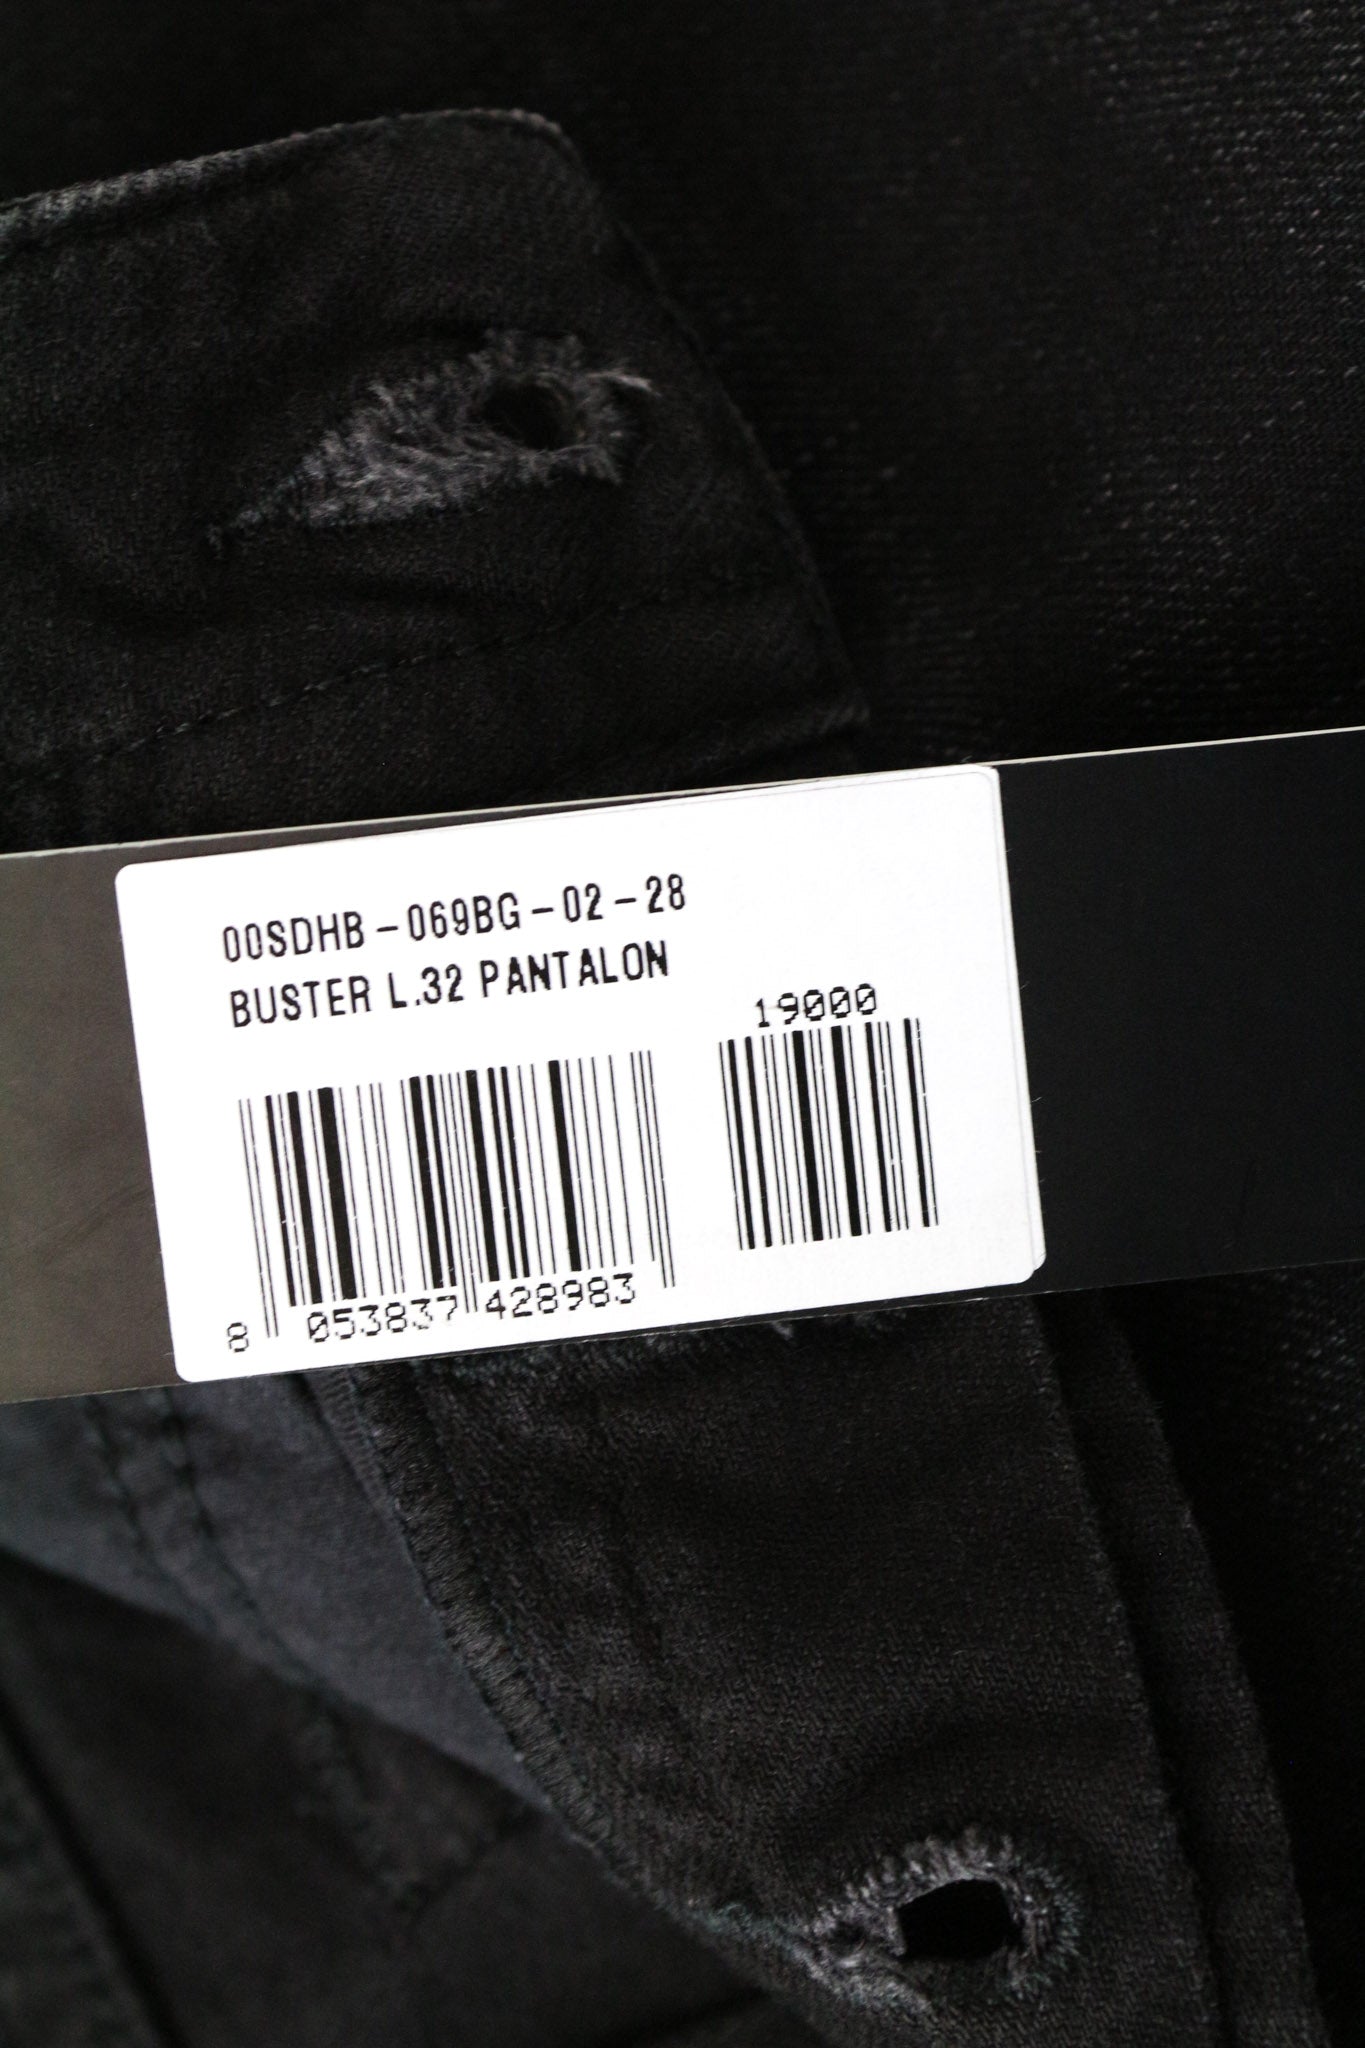 00SDHB-069BG-02-28
BUSTER L.32 PANTALON
19000
8 053837 428983